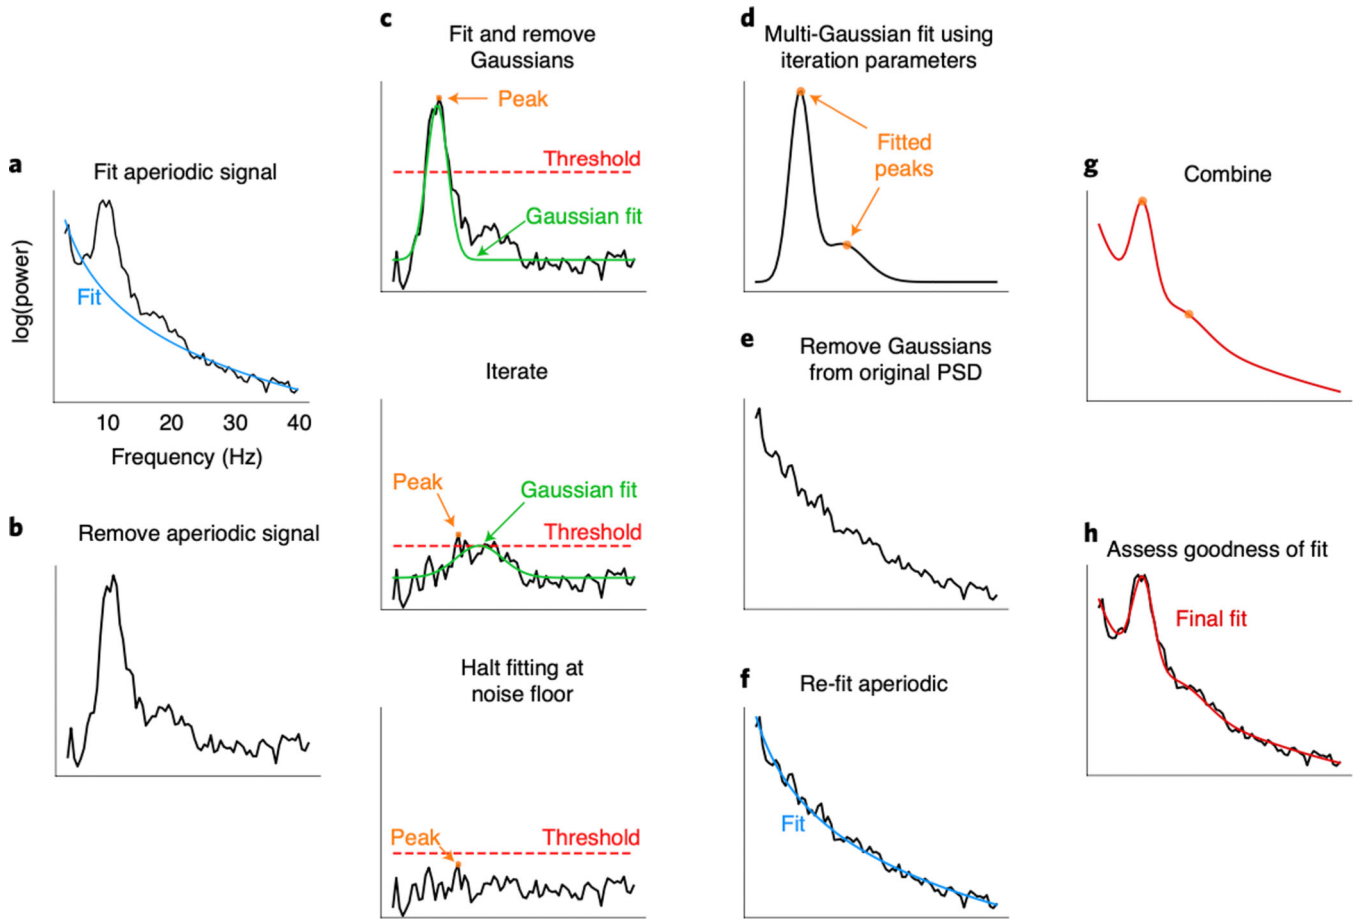 a
Fit aperiodic signal
log(power)
Fit
10 20 30 40
Frequency (Hz)
b
Remove aperiodic signal
c
Fit and remove
Gaussians
Peak
Threshold
Gaussian fit
Iterate
Peak
Gaussian fit
Threshold
Halt fitting at
noise floor
Peak
Threshold
d
Multi-Gaussian fit using
iteration parameters
Fitted
peaks
e
Remove Gaussians
from original PSD
f
Re-fit aperiodic
Fit
g
Combine
h
Assess goodness of fit
Final fit